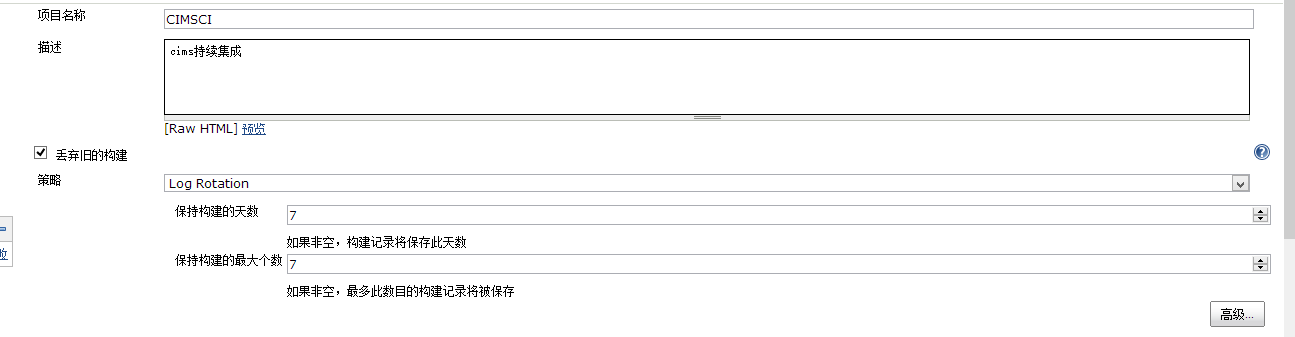 项目名称 CIMSCI
描述 cims持续集成
[Raw HTML] 预览
丢弃旧的构建
策略 Log Rotation
保持构建的天数 7
如果非空，构建记录将保存此天数
保持构建的最大个数 7
如果非空，最多此数目的构建记录将被保存
高级...